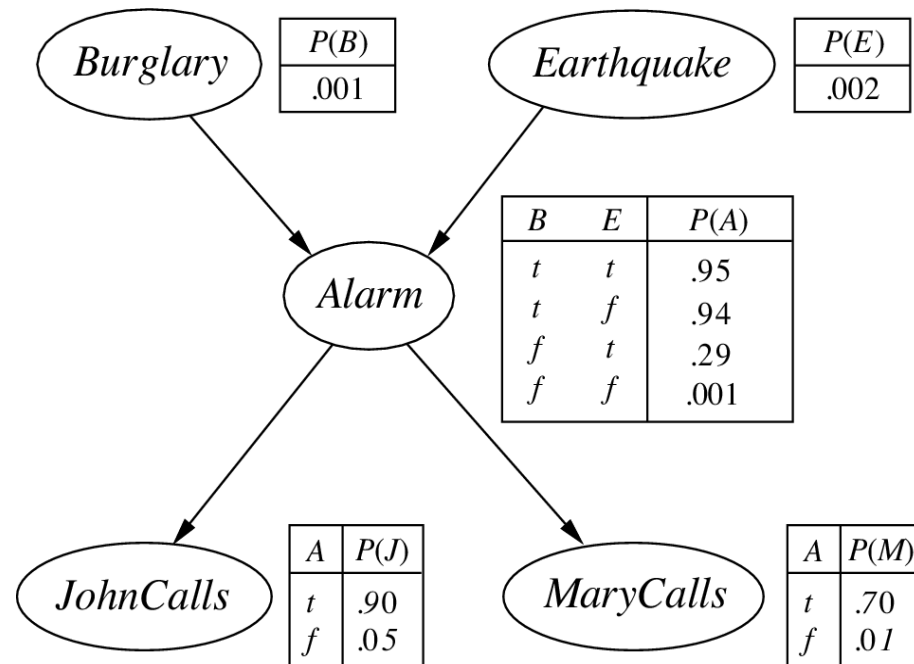 Burglary
P(B)
.001
Earthquake
P(E)
.002
Alarm
B E P(A)
t t .95
t f .94
f t .29
f f .001
JohnCalls
A P(J)
t .90
f .05
MaryCalls
A P(M)
t .70
f .01